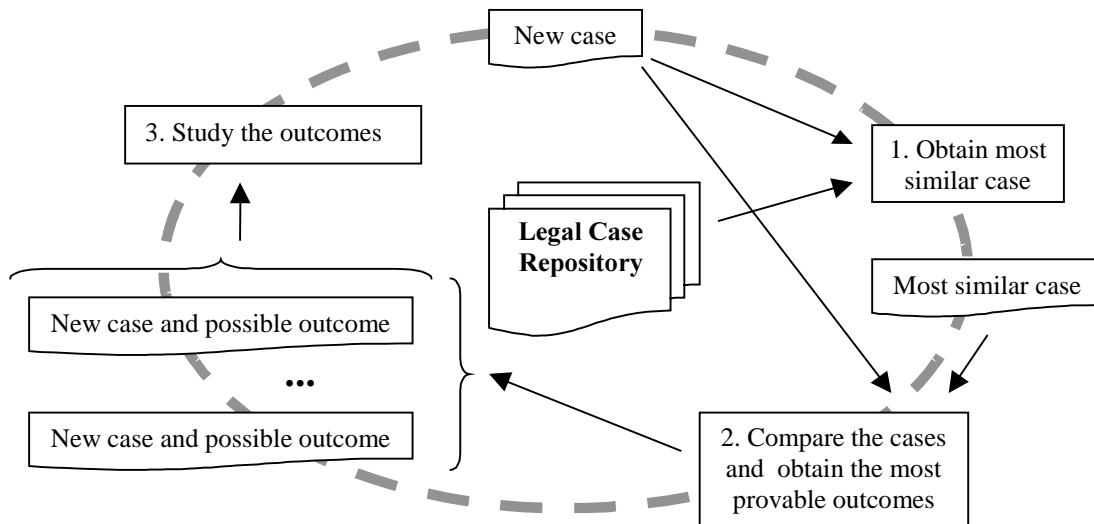 New case
3. Study the outcomes
1. Obtain most
similar case
Legal Case
Repository
Most similar case
New case and possible outcome
...
New case and possible outcome
2. Compare the cases
and obtain the most
provable outcomes